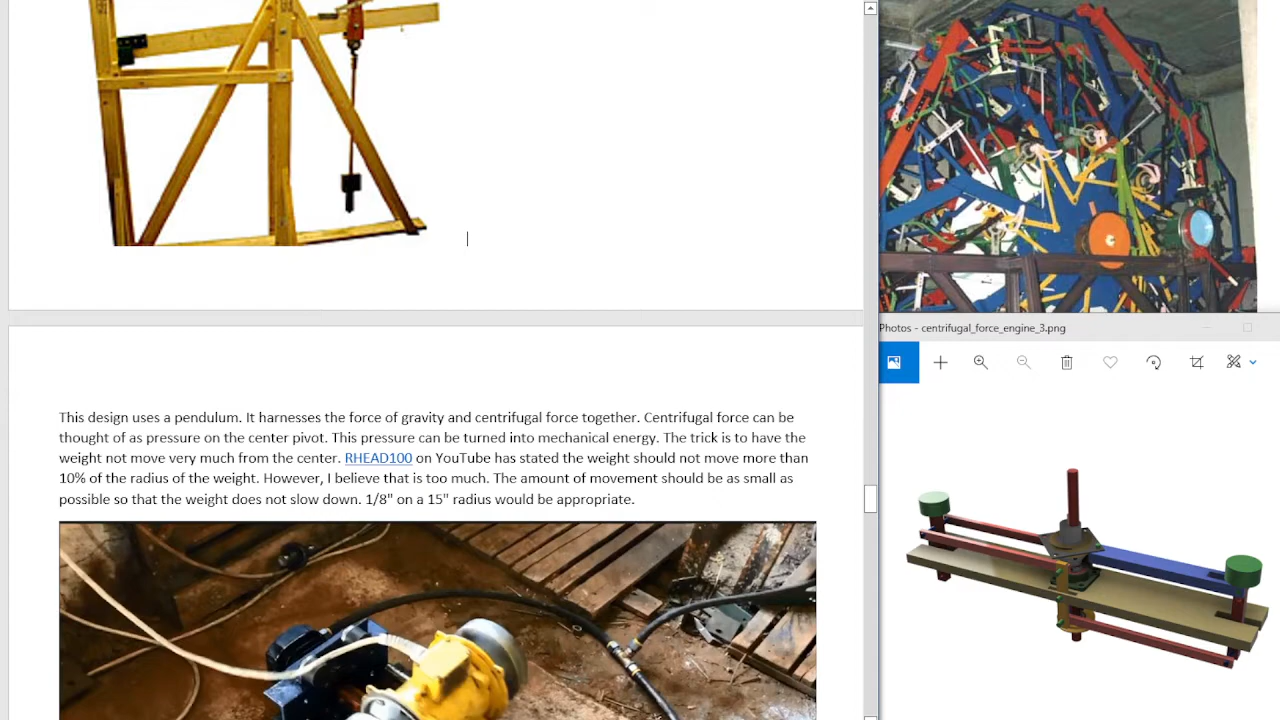 Photos - centrifugal_force_engine_3.png
This design uses a pendulum. It harnesses the force of gravity and centrifugal force together. Centrifugal force can be
thought of as pressure on the center pivot. This pressure can be turned into mechanical energy. The trick is to have the
weight not move very much from the center. RHEAD100 on YouTube has stated the weight should not move more than
10% of the radius of the weight. However, I believe that is too much. The amount of movement should be as small as
possible so that the weight does not slow down. 1/8" on a 15" radius would be appropriate.